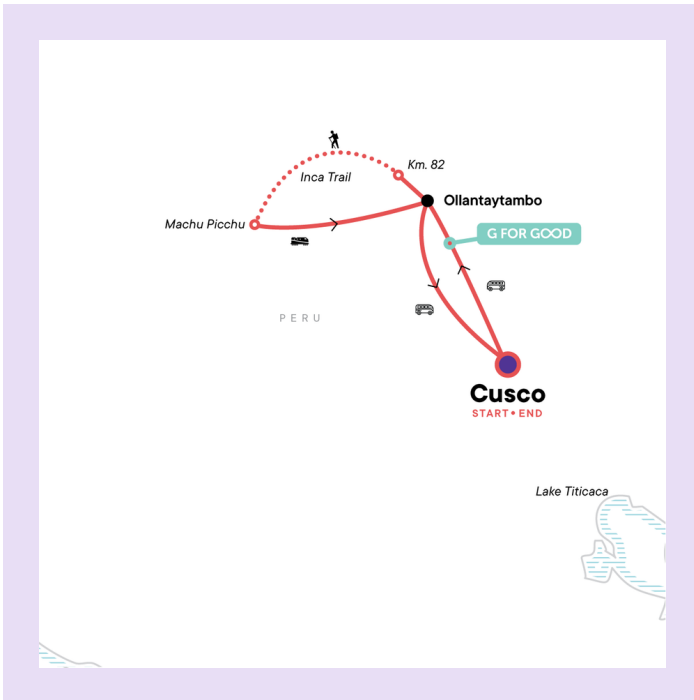 Km. 82
Inca Trail
Ollantaytambo
Machu Picchu
G FOR GOOD
PERU
Cusco
START • END
Lake Titicaca